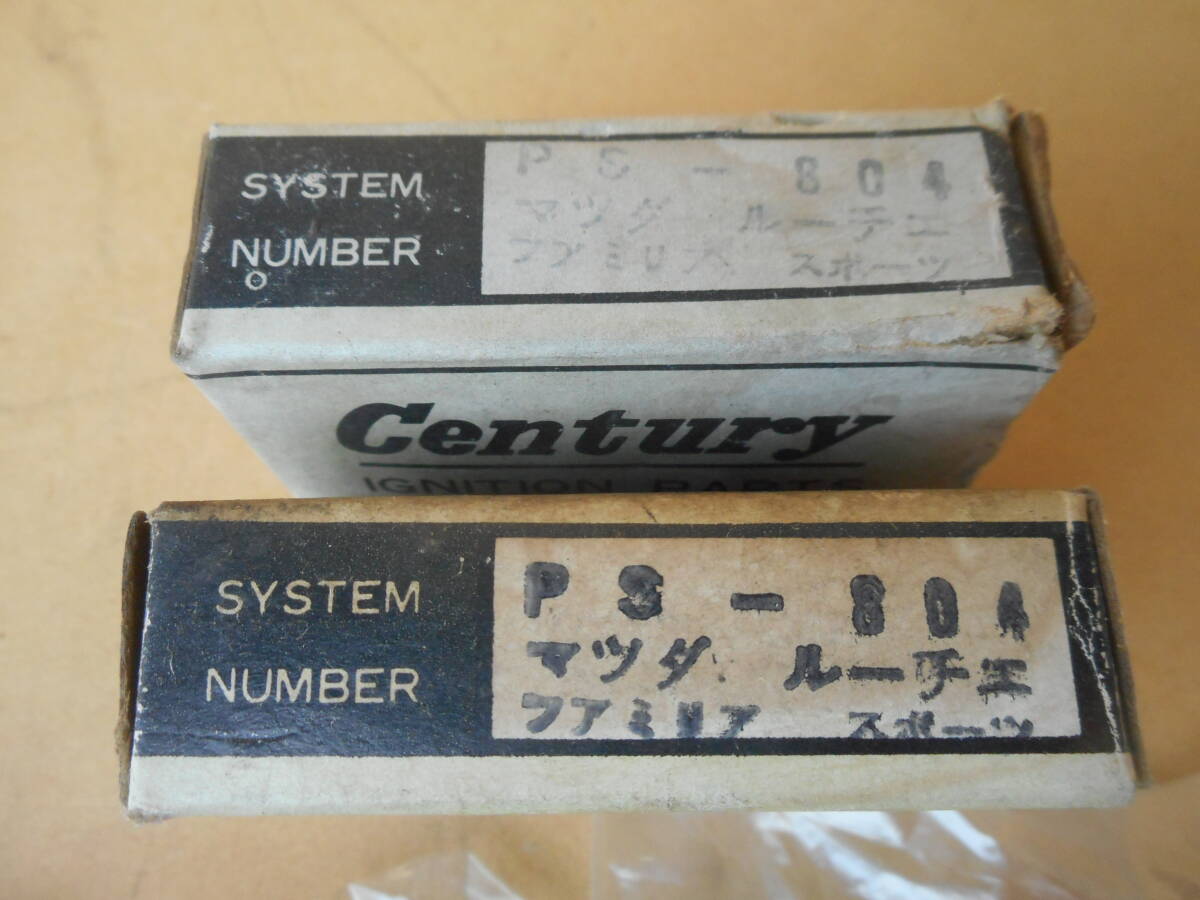 SYSTEM
NUMBER
PS-804
マツダ ルーチェ
ファミリア スポーツ
Century
IGNITION PARTS
SYSTEM
NUMBER
PS-804
マツダ ルーチェ
ファミリア スポーツ